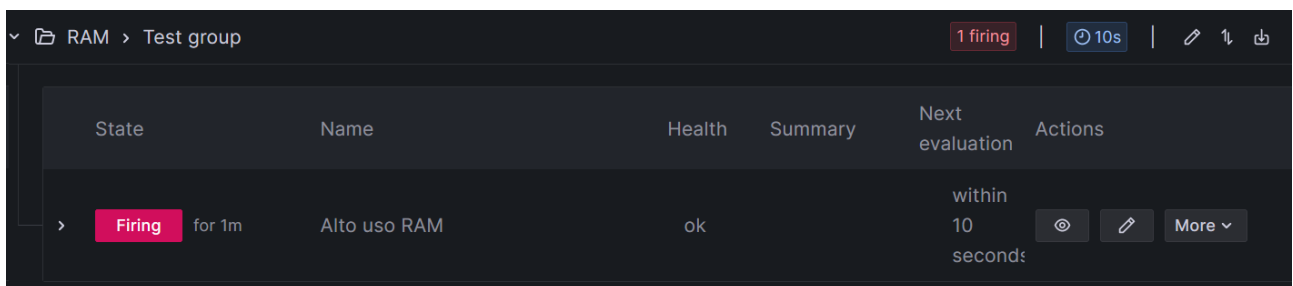 RAM > Test group 1 firing 10s
State Name Health Summary Next evaluation Actions
Firing for 1m Alto uso RAM ok within 10 seconds More